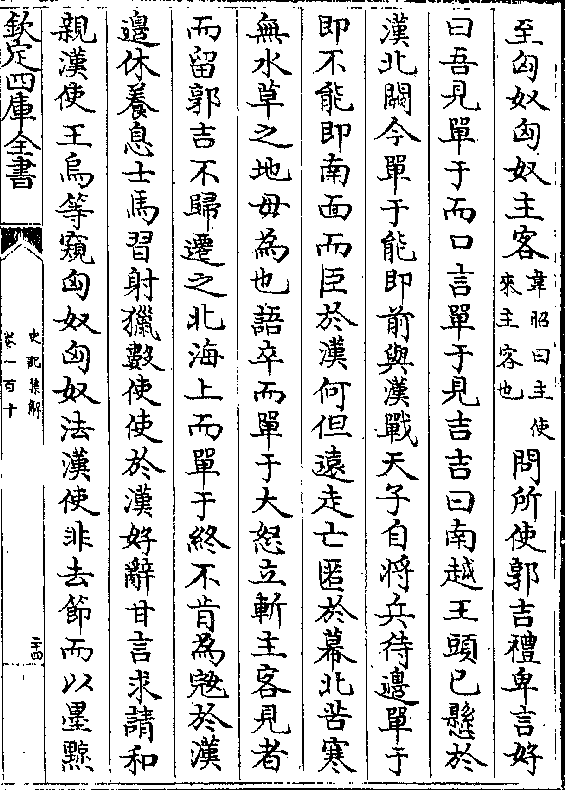 至匈奴匈奴主客韋昭曰主使來主客也問所使郭吉禮卑言好
曰吾見單于而口言單于見吉吉曰南越王頭已懸於
漢北闕今單于能即前與漢戰天子自將兵待邊單于
即不能即南面而臣於漢何但遠走亡匿於幕北苦寒
無水草之地毋為也語卒而單于大怒立斬主客見者
而留郭吉不歸遷之北海上而單于終不肯為寇於漢
邊休養息士馬習射獵數使使於漢好辭甘言求請和
親漢使王烏等窺匈奴匈奴法漢使非去節而以墨黥
欽定四庫全書
史記集解
卷一百十
二十四